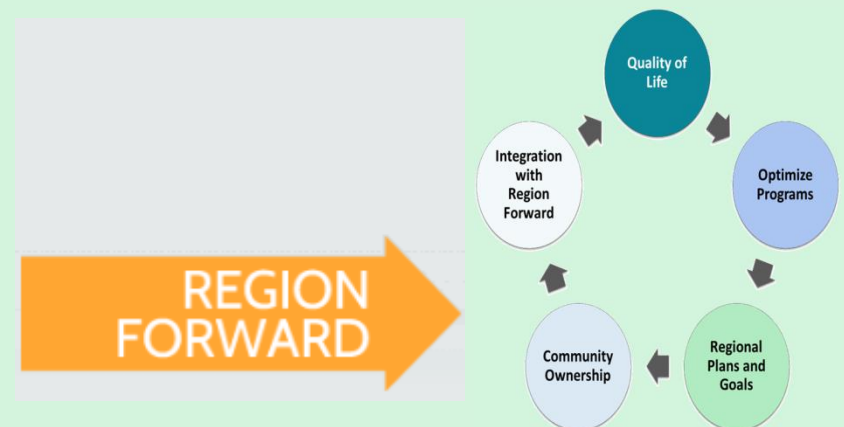 REGION
FORWARD
Quality of
Life
Optimize
Programs
Regional
Plans and
Goals
Community
Ownership
Integration
with
Region
Forward